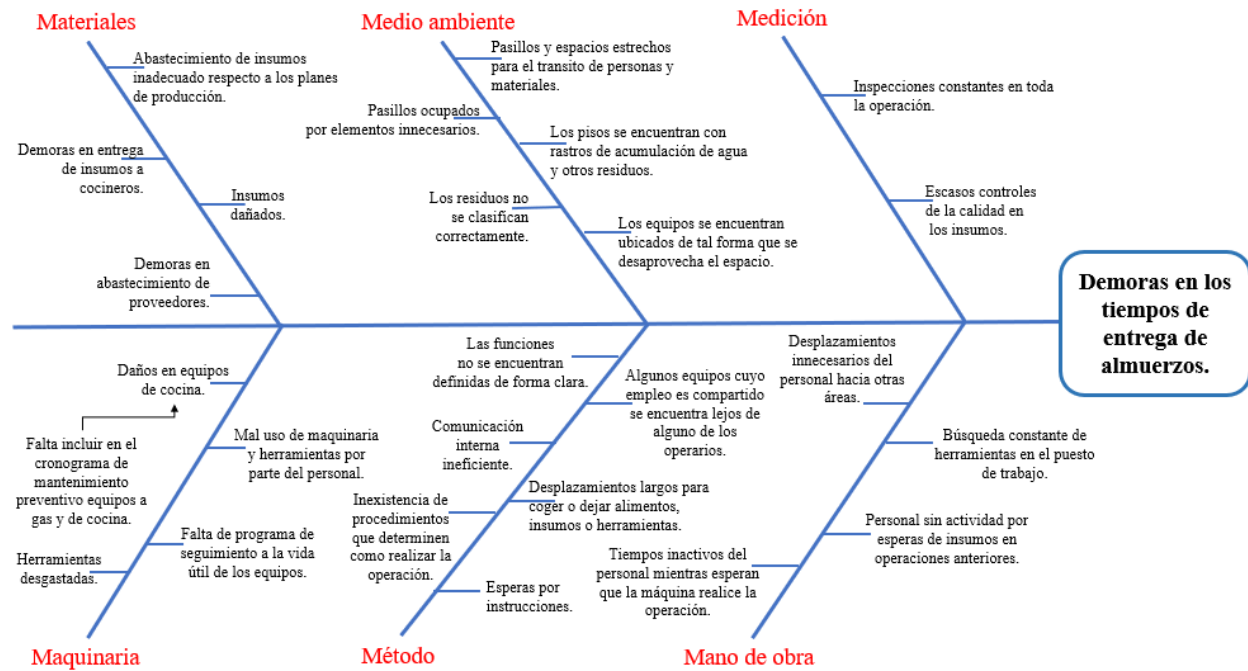 Materiales
Abastecimiento de insumos
inadecuado respecto a los planes
de producción.
Demoras en entrega
de insumos a
cocineros.
Insumos
dañados.
Demoras en
abastecimiento de
proveedores.
Medio ambiente
Pasillos y espacios estrechos
para el transito de personas y
materiales.
Pasillos ocupados
por elementos innecesarios.
Los pisos se encuentran con
rastros de acumulación de agua
y otros residuos.
Los residuos no
se clasifican
correctamente.
Los equipos se encuentran
ubicados de tal forma que se
desaprovecha el espacio.
Medición
Inspecciones constantes en toda
la operación.
Escasos controles
de la calidad en
los insumos.
Demoras en los
tiempos de
entrega de
almuerzos.
Daños en equipos
de cocina.
Falta incluir en el
cronograma de
mantenimiento
preventivo equipos a
gas y de cocina.
Mal uso de maquinaria
y herramientas por
parte del personal.
Falta de programa de
seguimiento a la vida
útil de los equipos.
Herramientas
desgastadas.
Maquinaria
Las funciones
no se encuentran
definidas de forma clara.
Algunos equipos cuyo
empleo es compartido
se encuentra lejos de
alguno de los
operarios.
Comunicación
interna
ineficiente.
Desplazamientos largos para
coger o dejar alimentos,
insumos o herramientas.
Inexistencia de
procedimientos
que determinen
como realizar la
operación.
Esperas por
instrucciones.
Método
Desplazamientos
innecesarios del
personal hacia otras
áreas.
Búsqueda constante de
herramientas en el puesto
de trabajo.
Personal sin actividad por
esperas de insumos en
operaciones anteriores.
Tiempos inactivos del
personal mientras esperan
que la máquina realice la
operación.
Mano de obra